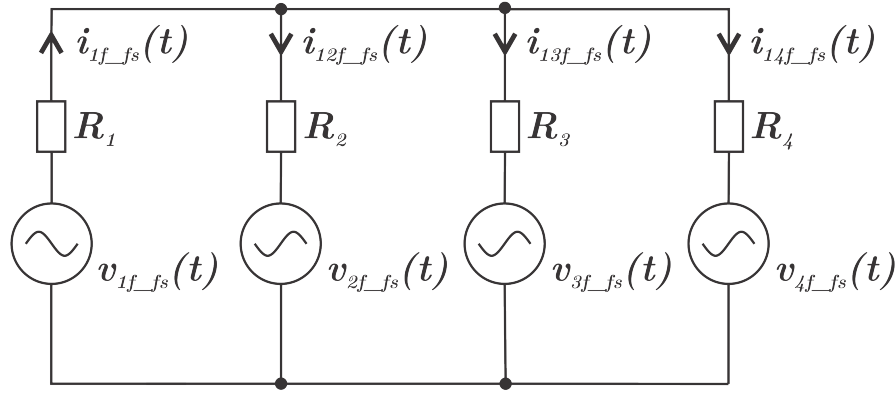 i1f_fs(t) i12f_fs(t) i13f_fs(t) i14f_fs(t)
R1 R2 R3 R4
v1f_fs(t) v2f_fs(t) v3f_fs(t) v4f_fs(t)